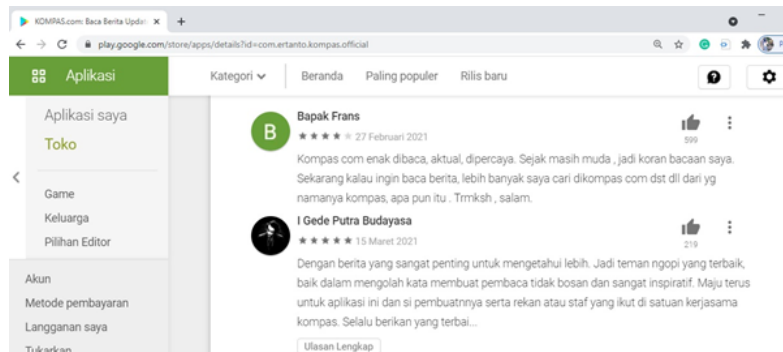 KOMPAS.com: Baca Berita Updat
play.google.com/store/apps/details?id=com.ertanto.kompas.official
Aplikasi
Kategori
Beranda
Paling populer
Rilis baru
Aplikasi saya
Toko
Game
Keluarga
Pilihan Editor
Akun
Metode pembayaran
Langganan saya
Tukarkan
B
Bapak Frans
27 Februari 2021
599
Kompas com enak dibaca, aktual, dipercaya. Sejak masih muda , jadi koran bacaan saya.
Sekarang kalau ingin baca berita, lebih banyak saya cari dikompas com dst dll dari yg
namanya kompas, apa pun itu . Trmksh , salam.
I Gede Putra Budayasa
15 Maret 2021
219
Dengan berita yang sangat penting untuk mengetahui lebih. Jadi teman ngopi yang terbaik,
baik dalam mengolah kata membuat pembaca tidak bosan dan sangat inspiratif. Maju terus
untuk aplikasi ini dan si pembuatnnya serta rekan atau staf yang ikut di satuan kerjasama
kompas. Selalu berikan yang terbai...
Ulasan Lengkap